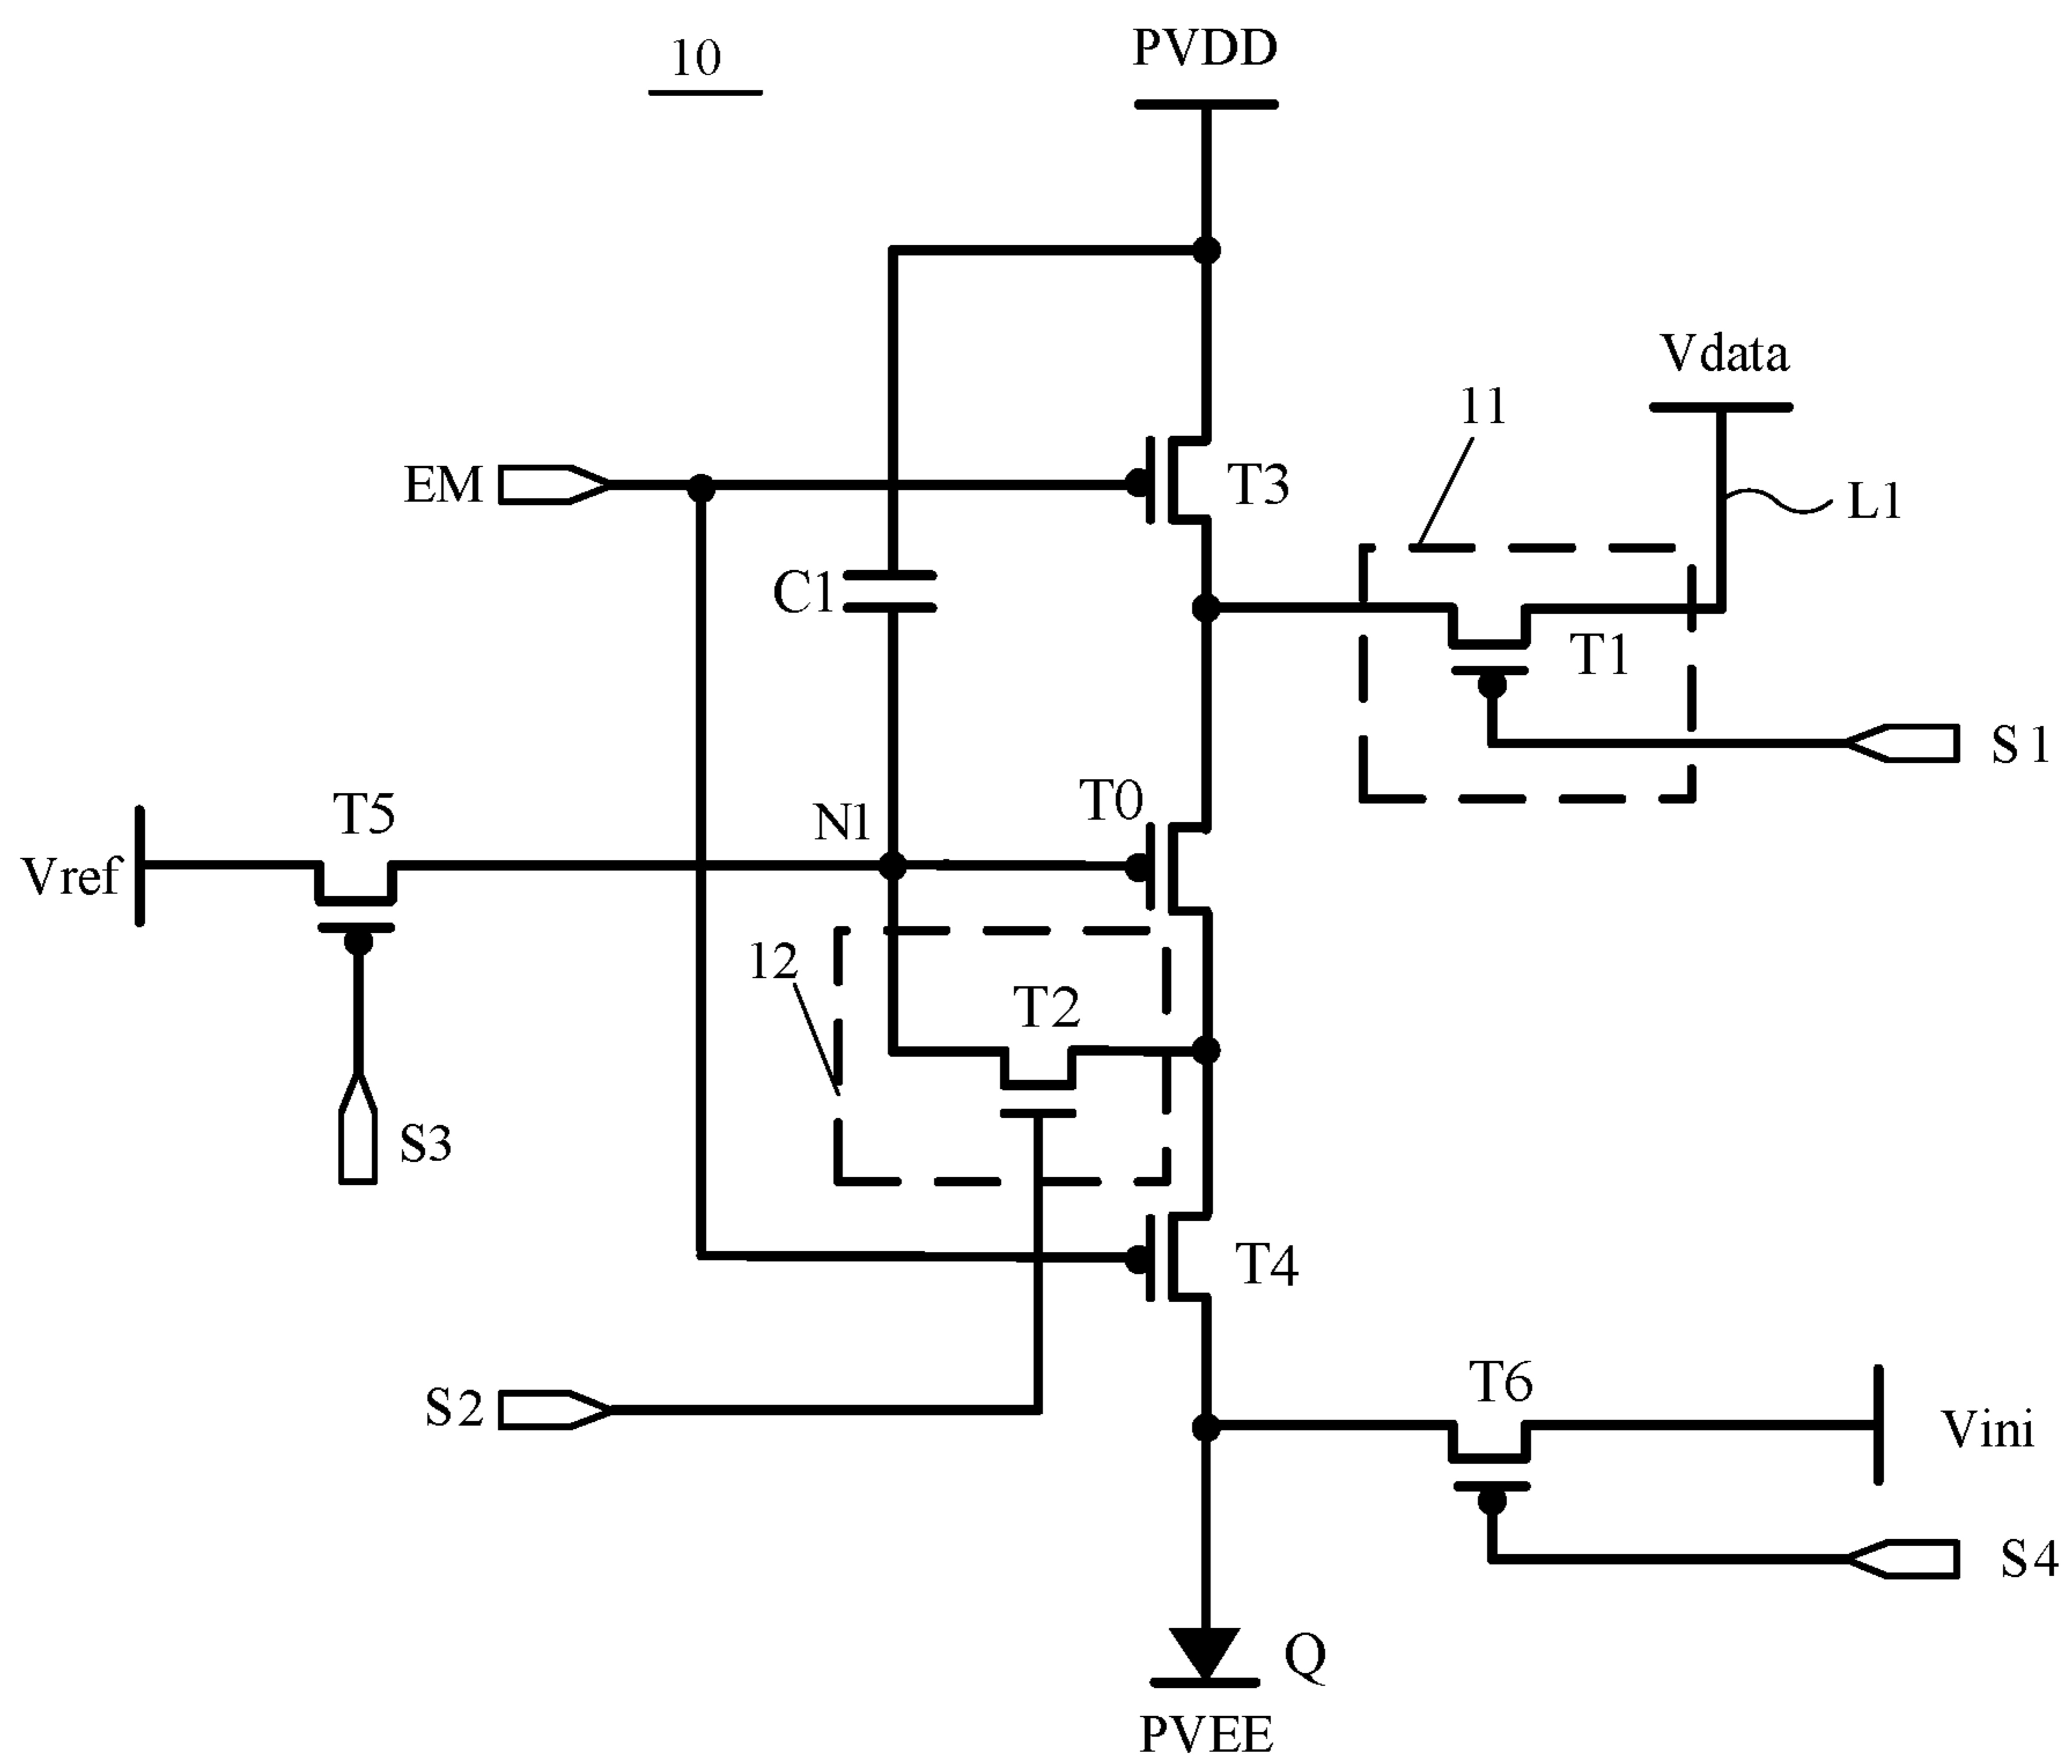 10
PVDD
Vdata
11
EM
T3
L1
C1
T1
S1
T5
N1
T0
Vref
12
T2
S3
T4
T6
S2
Vini
S4
Q
PVEE